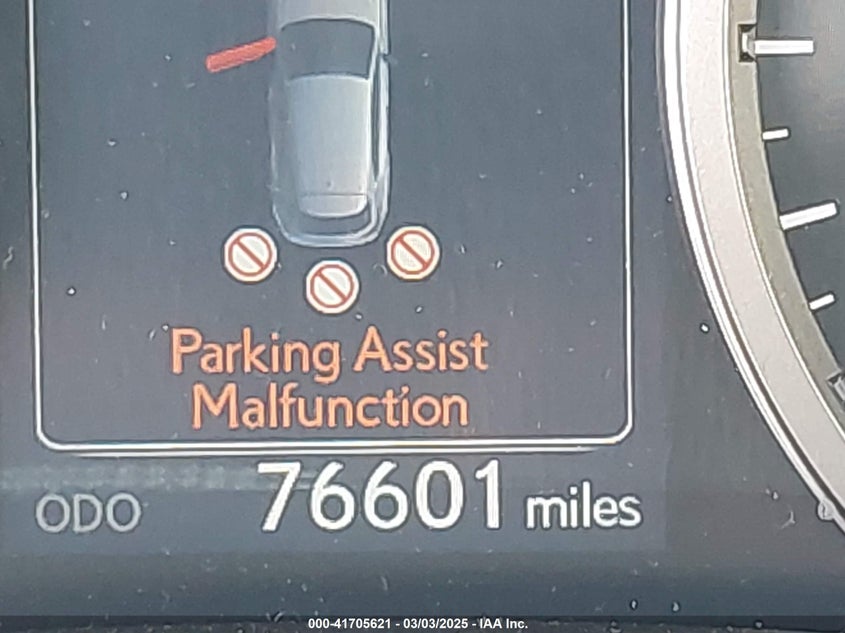 Parking Assist
Malfunction
ODO 76601 miles
000-41705621 - 03/03/2025 - IAA Inc.